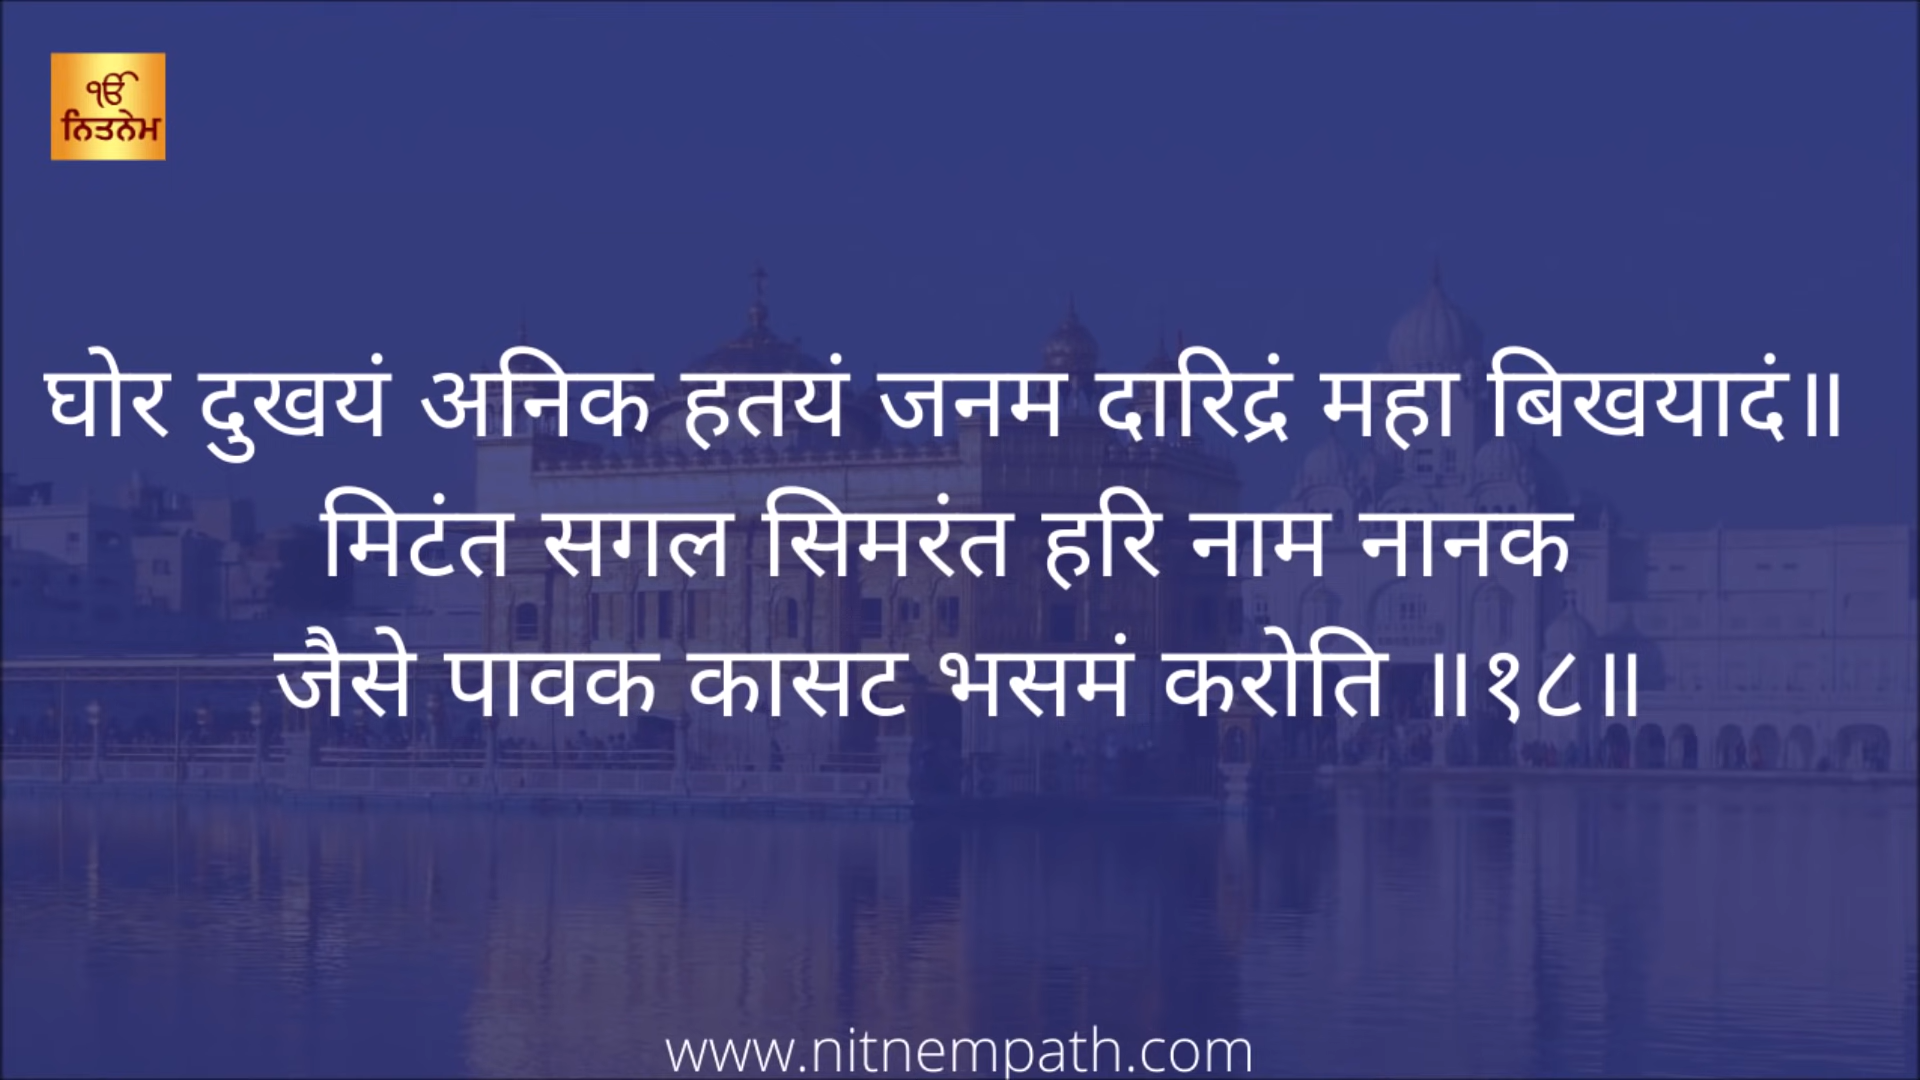 ੴ
ਨਿਤਨੇਮ
घोर दुखयं अनिक हतयं जनम दारिद्रं महा बिखयादं॥
मिटंत सगल सिमरंत हरि नाम नानक
जैसे पावक कासट भसमं करोति ॥१८॥
www.nitnempath.com